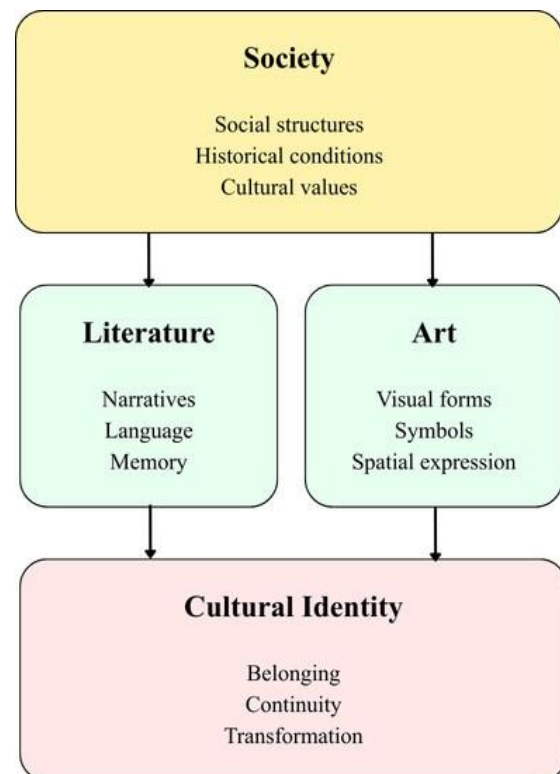 Society
Social structures
Historical conditions
Cultural values
Literature
Narratives
Language
Memory
Art
Visual forms
Symbols
Spatial expression
Cultural Identity
Belonging
Continuity
Transformation